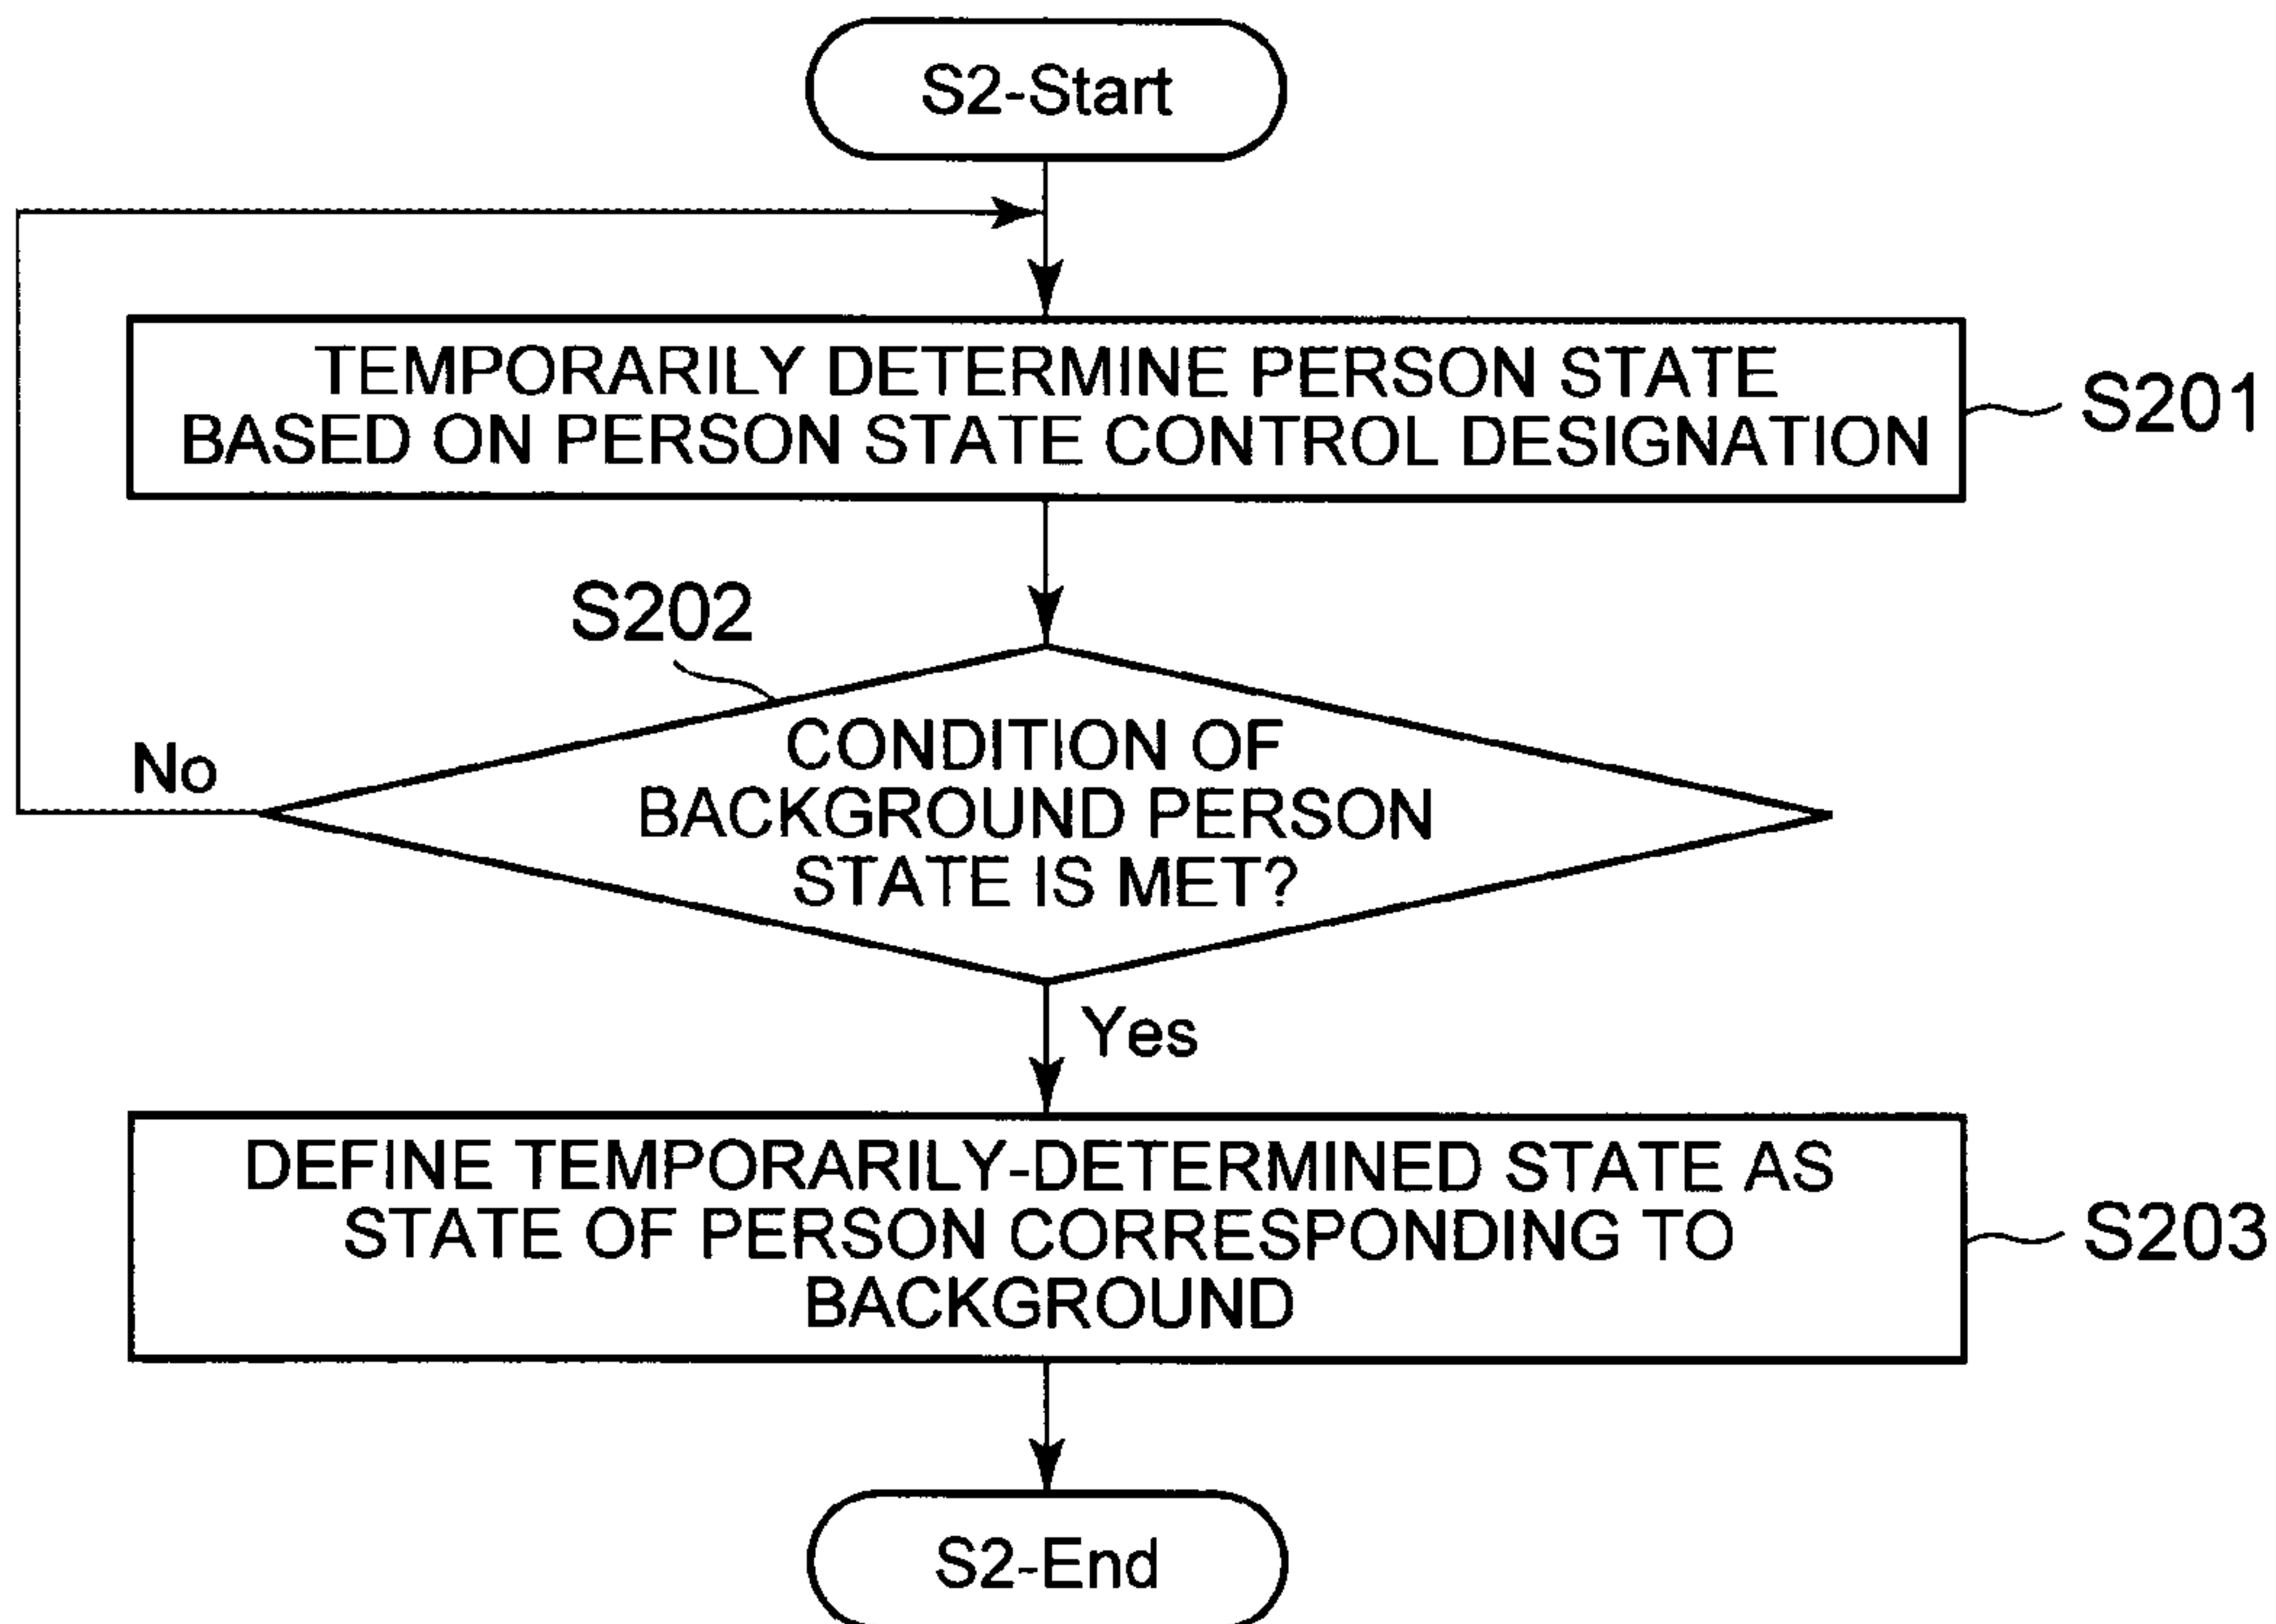 S2-Start
TEMPORARILY DETERMINE PERSON STATE
BASED ON PERSON STATE CONTROL DESIGNATION
S201
S202
CONDITION OF
BACKGROUND PERSON
STATE IS MET?
No
Yes
DEFINE TEMPORARILY-DETERMINED STATE AS
STATE OF PERSON CORRESPONDING TO
BACKGROUND
S203
S2-End